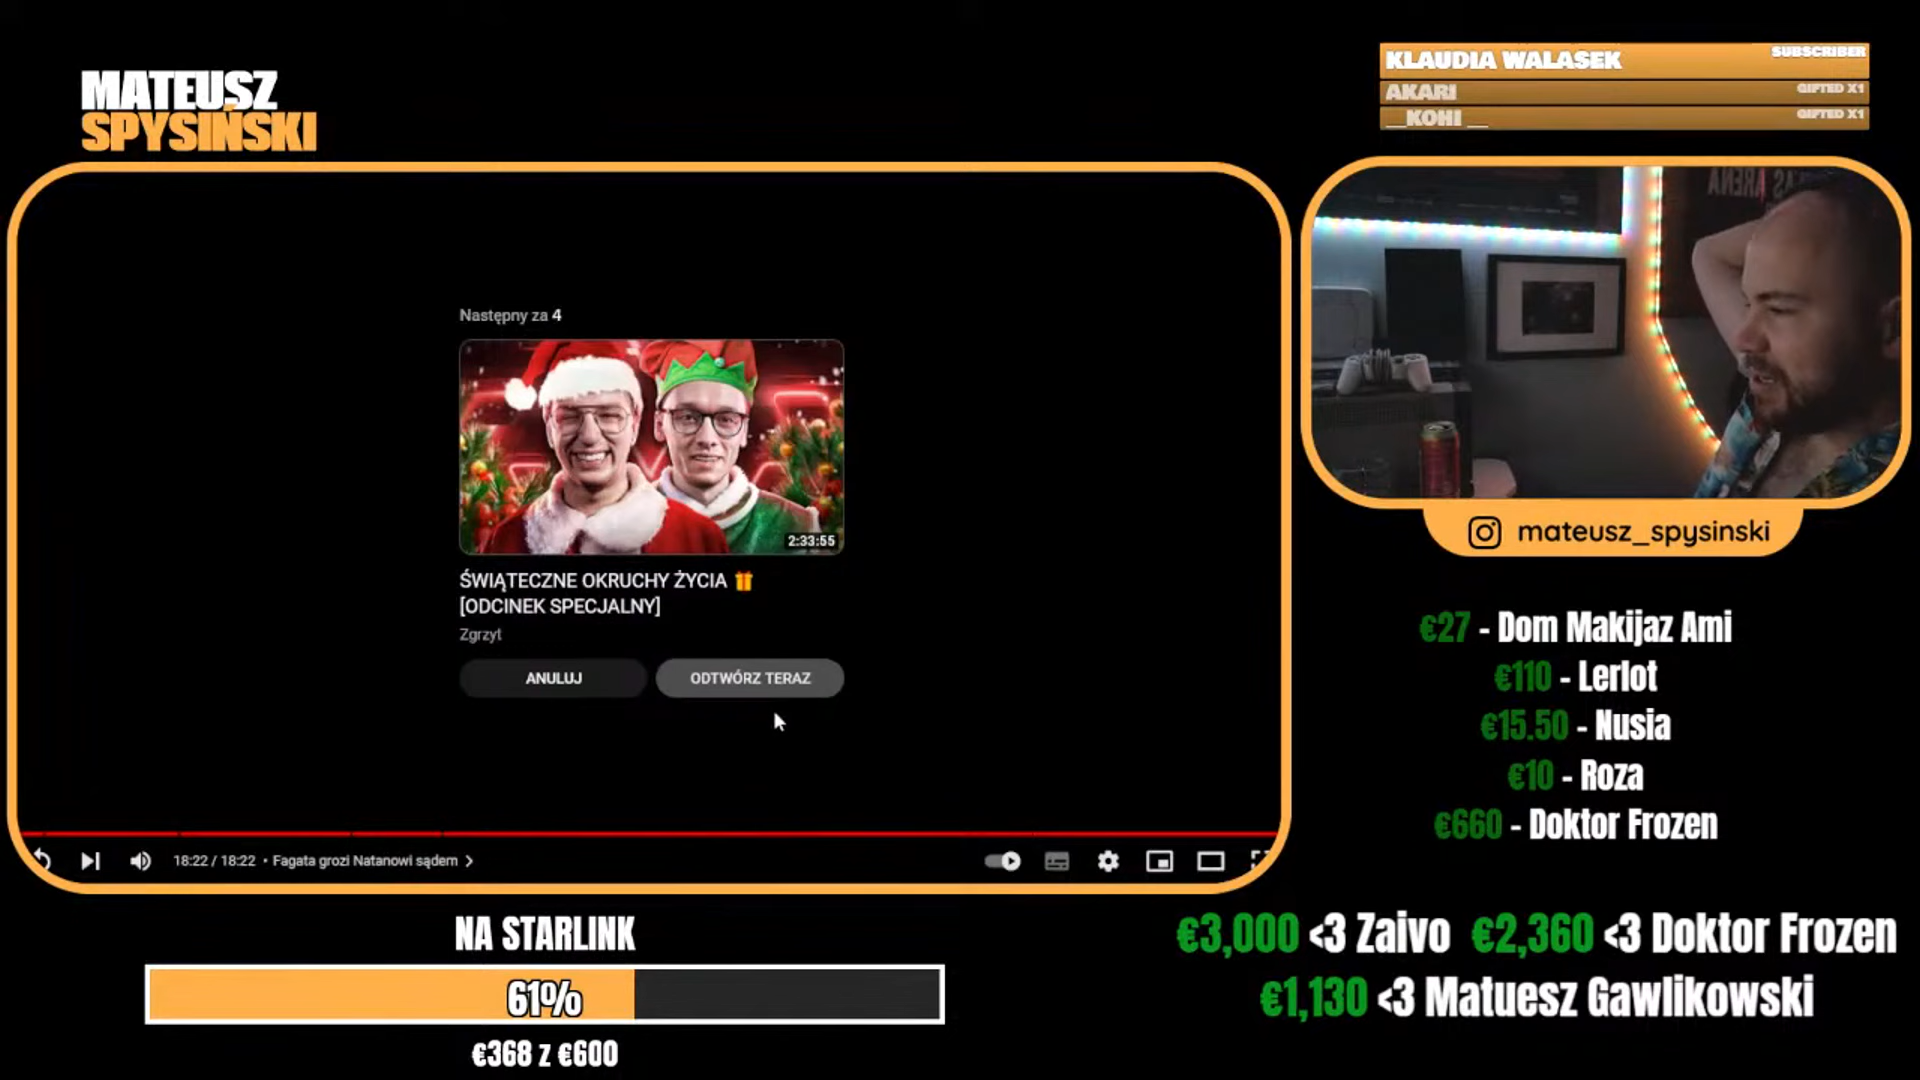 MATEUSZ
SPYSIŃSKI
KLAUDIA WALASEK SUBSCRIBER
AKARI GIFTED X1
__KOHI__ GIFTED X1
AS ARENA
Następny za 4
2:33:55
ŚWIĄTECZNE OKRUCHY ŻYCIA 🎁
[ODCINEK SPECJALNY]
Zgrzyt
ANULUJ
ODTWÓRZ TERAZ
18:22 / 18:22 • Fagata grozi Natanowi sądem >
mateusz_spysinski
€27 - Dom Makijaz Ami
€110 - Lerlot
€15.50 - Nusia
€10 - Roza
€660 - Doktor Frozen
NA STARLINK
61%
€368 z €600
€3,000 <3 Zaivo €2,360 <3 Doktor Frozen
€1,130 <3 Matuesz Gawlikowski